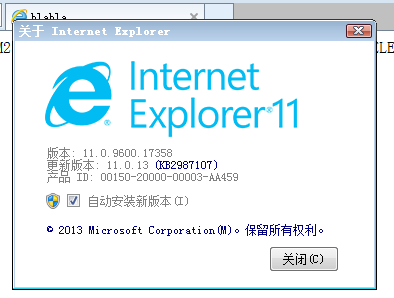 blabla
关于 Internet Explorer
M2
ELE
Internet
Explorer®11
版本: 11.0.9600.17358
更新版本: 11.0.13 (KB2987107)
产品 ID: 00150-20000-00003-AA459
自动安装新版本(I)
© 2013 Microsoft Corporation(M)。保留所有权利。
关闭(C)